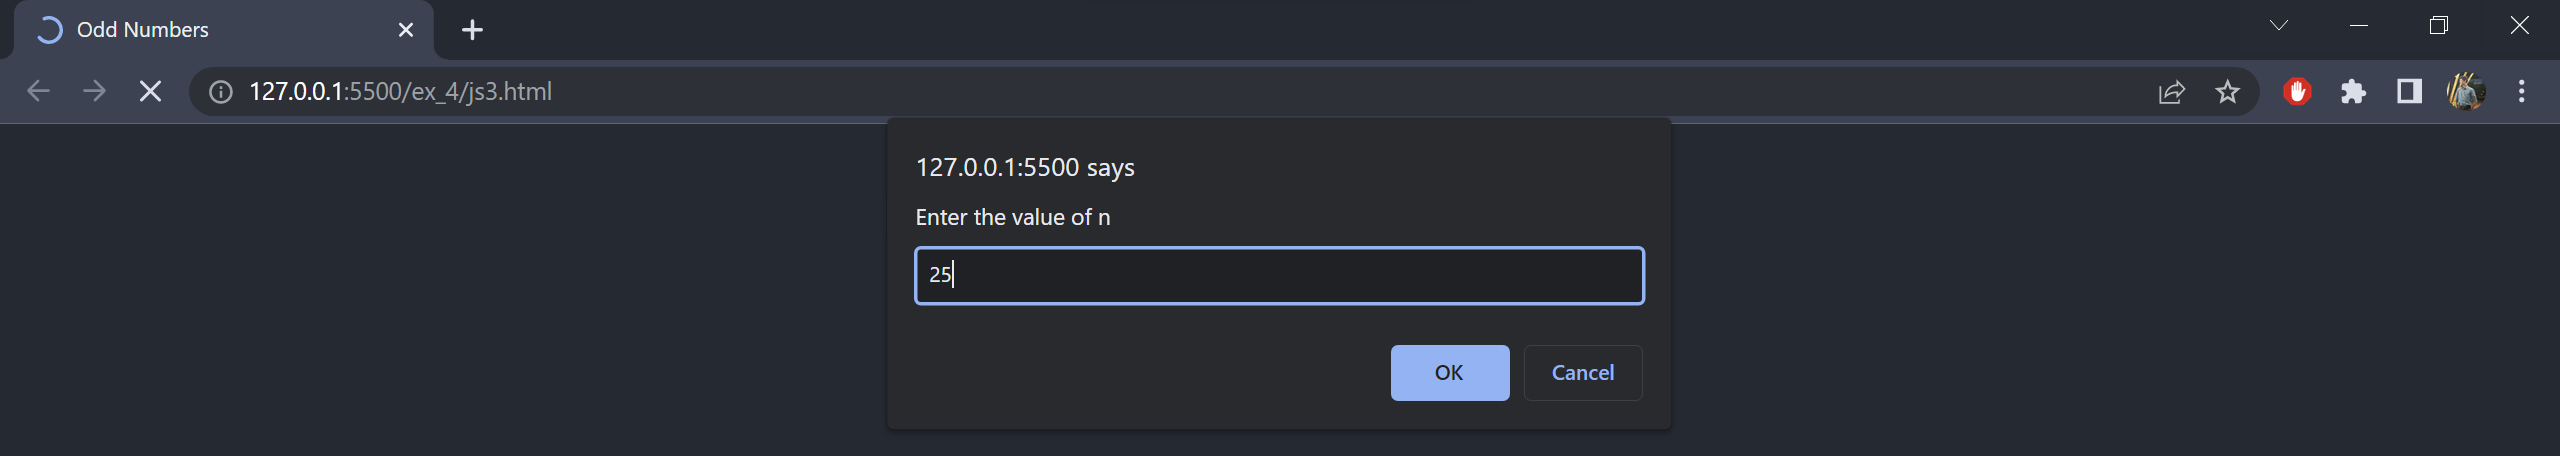 Odd Numbers
127.0.0.1:5500/ex_4/js3.html
127.0.0.1:5500 says
Enter the value of n
25
OK
Cancel